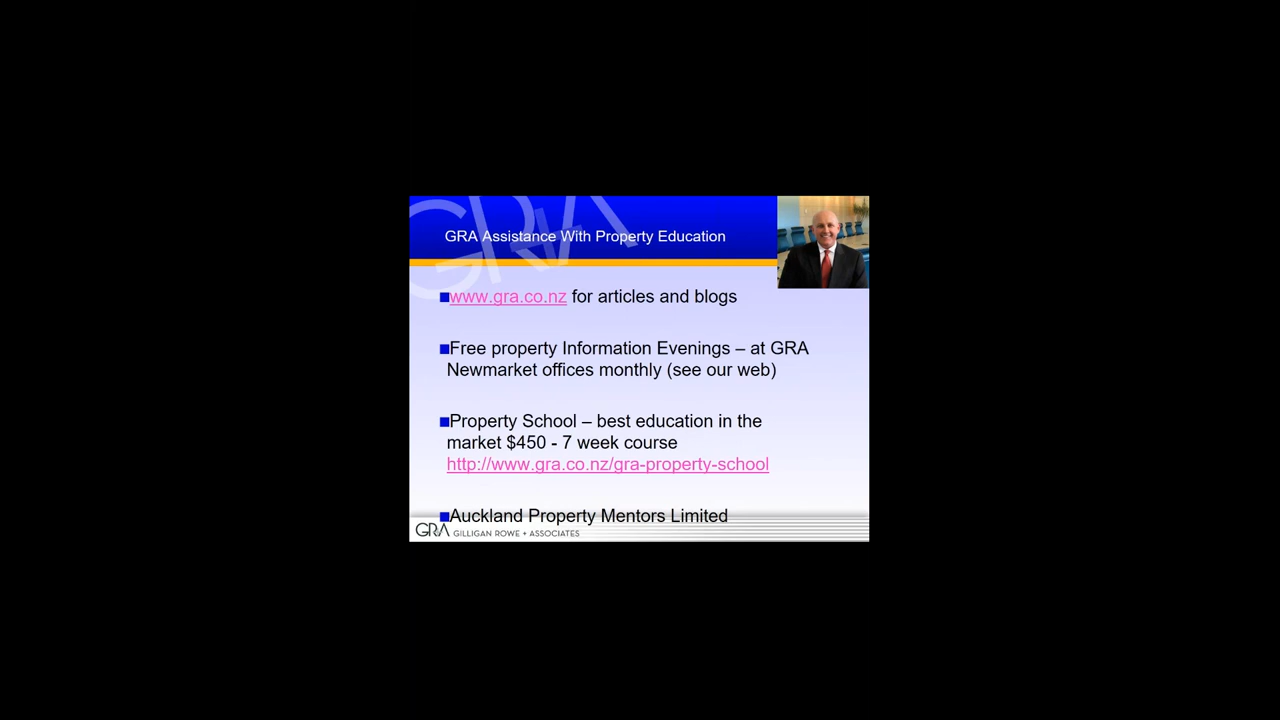 GRA
GRA Assistance With Property Education
www.gra.co.nz for articles and blogs
Free property Information Evenings – at GRA
Newmarket offices monthly (see our web)
Property School – best education in the
market $450 - 7 week course
http://www.gra.co.nz/gra-property-school
Auckland Property Mentors Limited
GRA GILLIGAN ROWE + ASSOCIATES